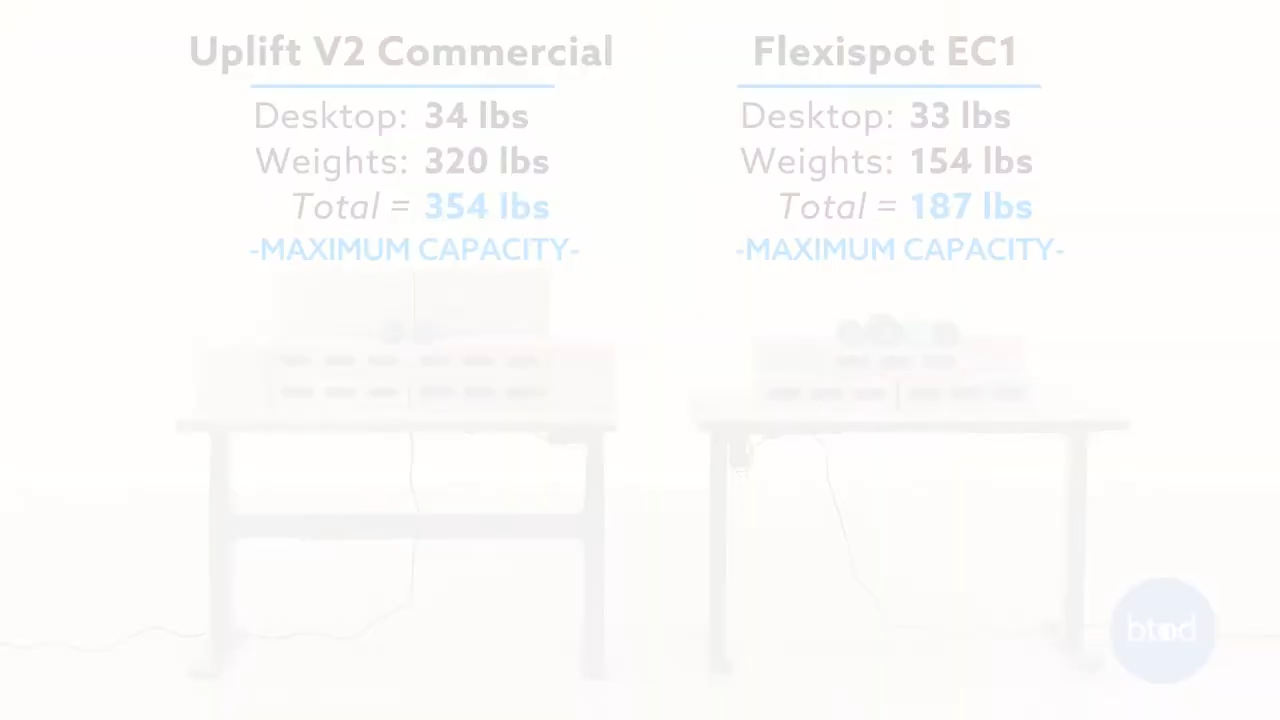 Uplift V2 Commercial
Desktop: 34 lbs
Weights: 320 lbs
Total = 354 lbs
-MAXIMUM CAPACITY-
Flexispot EC1
Desktop: 33 lbs
Weights: 154 lbs
Total = 187 lbs
-MAXIMUM CAPACITY-
btod